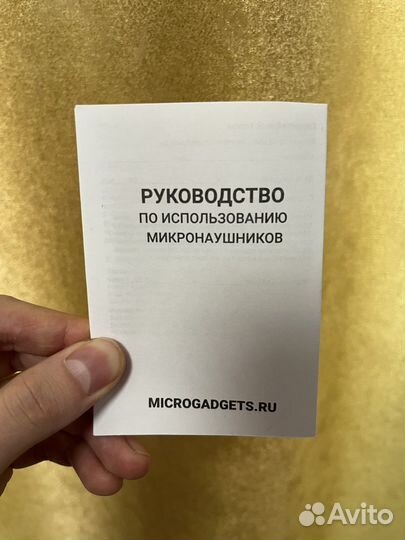 РУКОВОДСТВО
ПО ИСПОЛЬЗОВАНИЮ
МИКРОНАУШНИКОВ
MICROGADGETS.RU
Avito